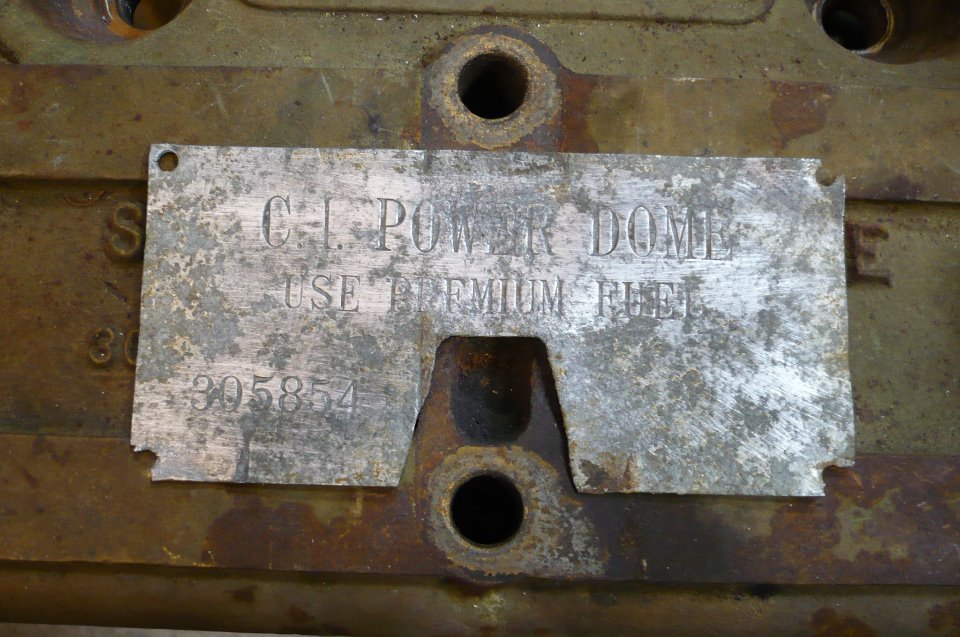 C. I. POWER DOME
USE PREMIUM FUEL
305854